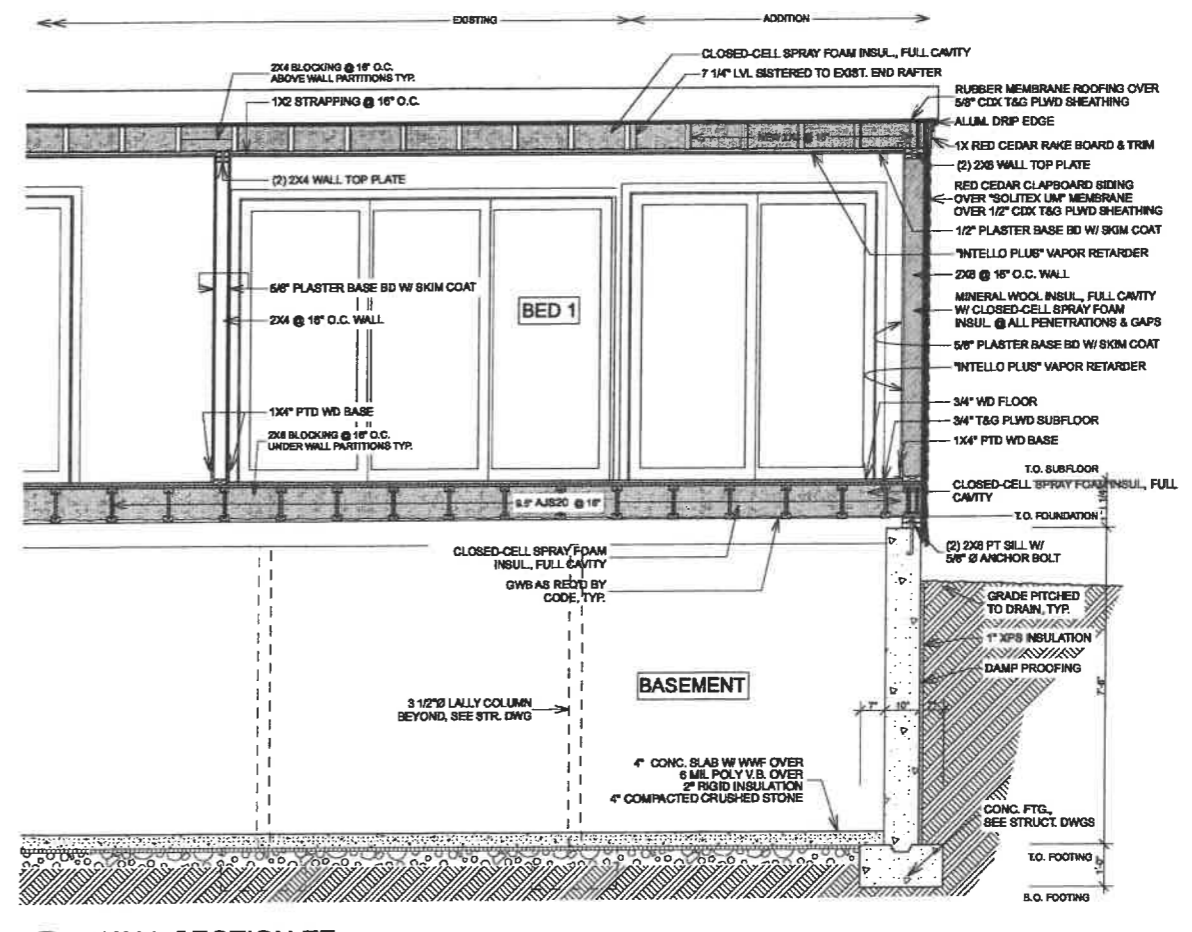 EXISTING
ADDITION
2X4 BLOCKING @ 16" O.C.
ABOVE WALL PARTITIONS TYP.
1X2 STRAPPING @ 16" O.C.
CLOSED-CELL SPRAY FOAM INSUL., FULL CAVITY
7 1/4" LVL SISTERED TO EXIST. END RAFTER
RUBBER MEMBRANE ROOFING OVER
5/8" CDX T&G PLWD SHEATHING
ALUM. DRIP EDGE
1X RED CEDAR RAKE BOARD & TRIM
(2) 2X6 WALL TOP PLATE
(2) 2X4 WALL TOP PLATE
RED CEDAR CLAPBOARD SIDING
OVER "SOLITEX UM" MEMBRANE
OVER 1/2" CDX T&G PLWD SHEATHING
1/2" PLASTER BASE BD W/ SKIM COAT
"INTELLO PLUS" VAPOR RETARDER
2X6 @ 16" O.C. WALL
5/8" PLASTER BASE BD W/ SKIM COAT
2X4 @ 16" O.C. WALL
BED 1
MINERAL WOOL INSUL., FULL CAVITY
W/ CLOSED-CELL SPRAY FOAM
INSUL. @ ALL PENETRATIONS & GAPS
5/8" PLASTER BASE BD W/ SKIM COAT
"INTELLO PLUS" VAPOR RETARDER
3/4" WD FLOOR
3/4" T&G PLWD SUBFLOOR
1X4" PTD WD BASE
1X4" PTD WD BASE
2X8 BLOCKING @ 16" O.C.
UNDER WALL PARTITIONS TYP.
T.O. SUBFLOOR
CLOSED-CELL SPRAY FOAM INSUL, FULL
CAVITY
9.5" AJS20 @ 16"
T.O. FOUNDATION
(2) 2X6 PT SILL W/
5/8" Ø ANCHOR BOLT
CLOSED-CELL SPRAY FOAM
INSUL., FULL CAVITY
GWB AS REQ'D BY
CODE, TYP.
GRADE PITCHED
TO DRAIN, TYP.
1" XPS INSULATION
DAMP PROOFING
BASEMENT
7'-6"
7" 10" 7"
3 1/2"Ø LALLY COLUMN
BEYOND, SEE STR. DWG
4" CONC. SLAB W/ WWF OVER
6 MIL POLY V.B. OVER
2" RIGID INSULATION
4" COMPACTED CRUSHED STONE
CONC. FTG.,
SEE STRUCT. DWGS
T.O. FOOTING
1'-0"
B.O. FOOTING